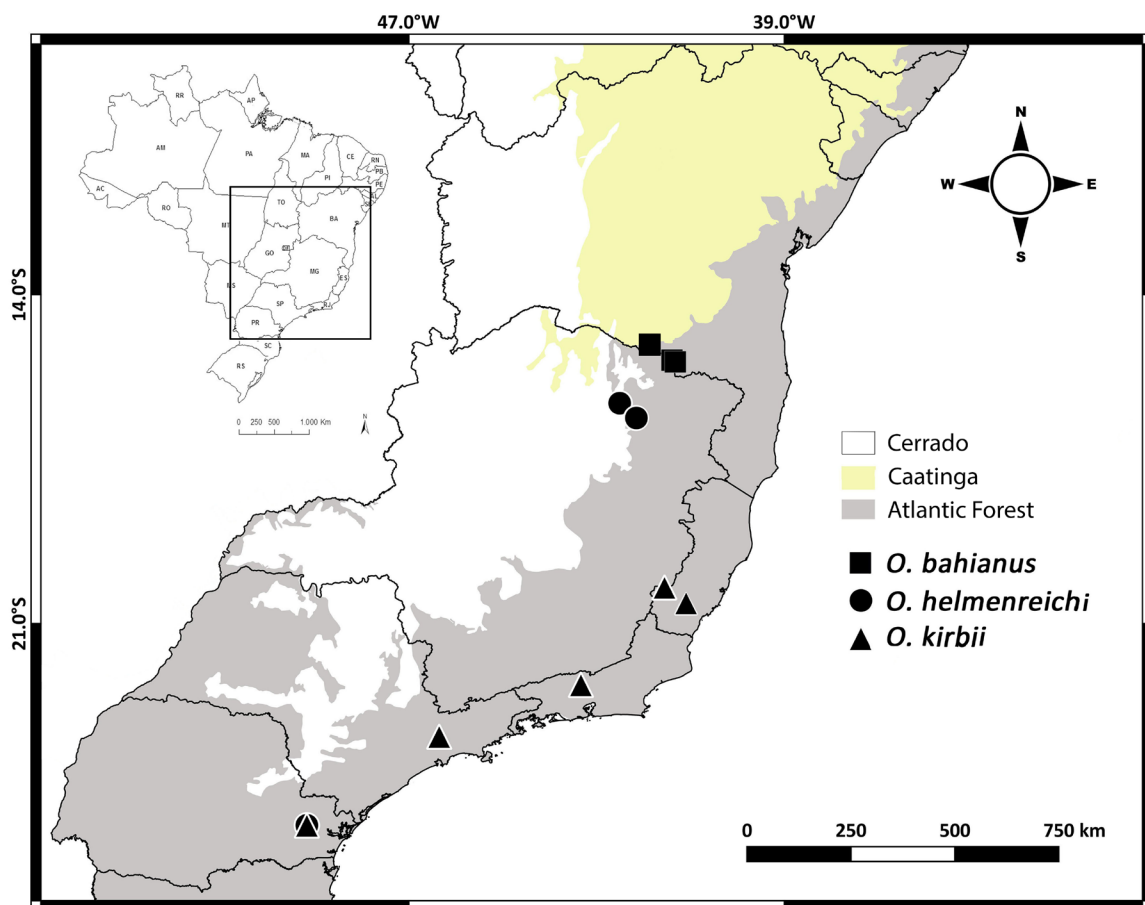 47.0°W 39.0°W
14.0°S
21.0°S
RR
AP
AM
PA
MA
CE
RN
PB
PE
PI
AC
TO
RO
BA
MT
GO
DF
MG
ES
MS
SP
RJ
PR
SC
RS
0 250 500 1.000 Km
N
N
W E
S
Cerrado
Caatinga
Atlantic Forest
O. bahianus
O. helmenreichi
O. kirbii
0 250 500 750 km